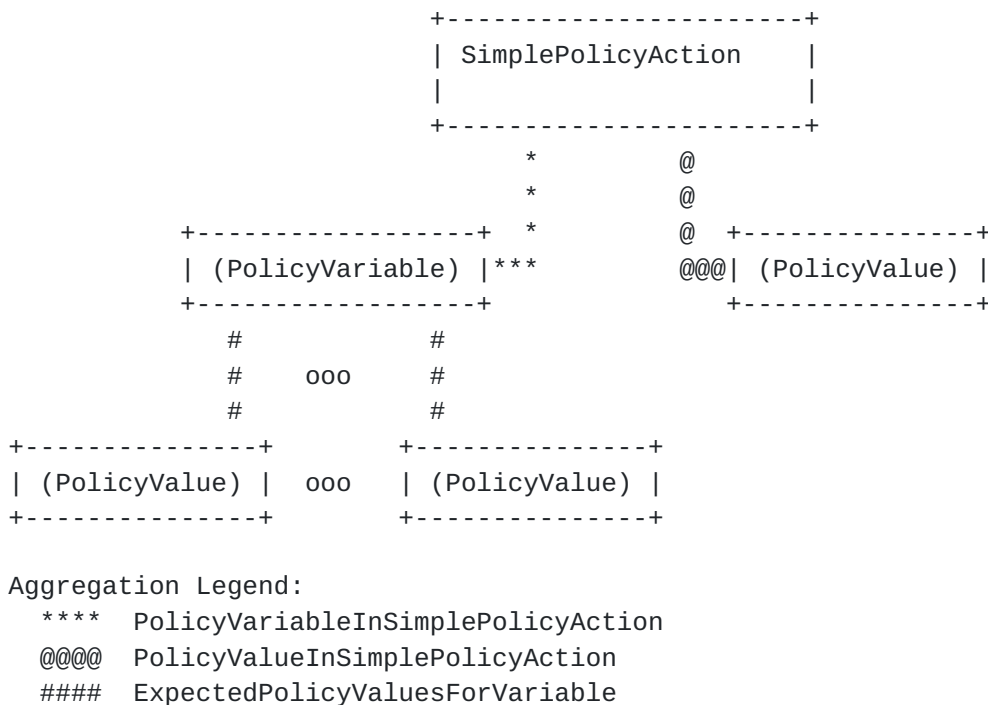 +-----------------------+
                           | SimplePolicyAction    |
                           |                       |
                           +-----------------------+
                                 *         @
                                 *         @
           +------------------+  *         @  +---------------+
           | (PolicyVariable) |***         @@@| (PolicyValue) |
           +------------------+               +---------------+
              #            #
              #    ooo     #
              #            #
+---------------+        +---------------+
| (PolicyValue) |  ooo   | (PolicyValue) |
+---------------+        +---------------+

Aggregation Legend:
  ****  PolicyVariableInSimplePolicyAction
  @@@@  PolicyValueInSimplePolicyAction
  ####  ExpectedPolicyValuesForVariable